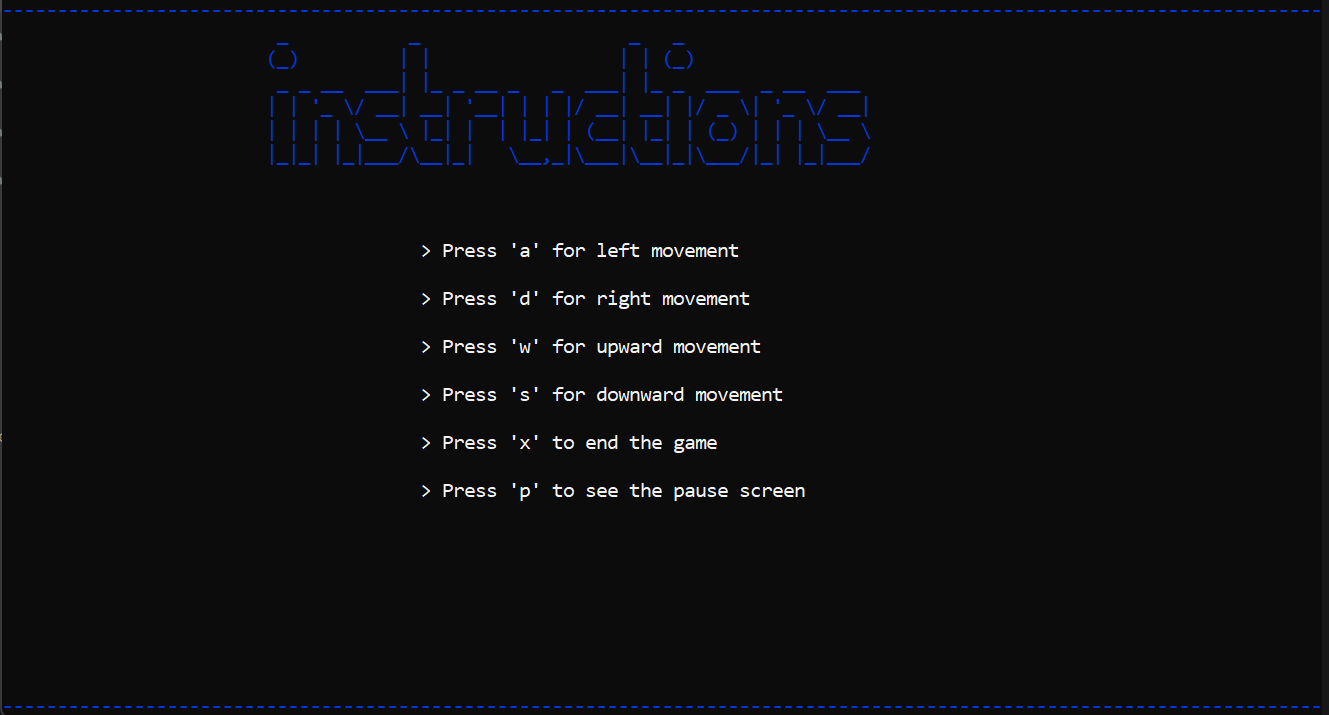 instructions
> Press 'a' for left movement
> Press 'd' for right movement
> Press 'w' for upward movement
> Press 's' for downward movement
> Press 'x' to end the game
> Press 'p' to see the pause screen